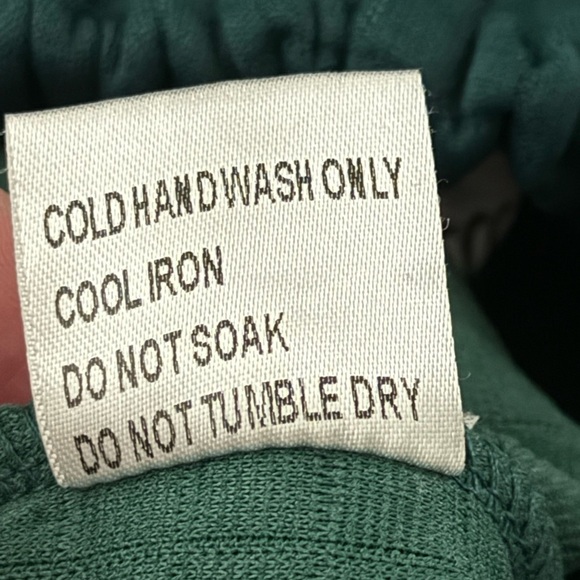 COLD HAND WASH ONLY
COOL IRON
DO NOT SOAK
DO NOT TUMBLE DRY